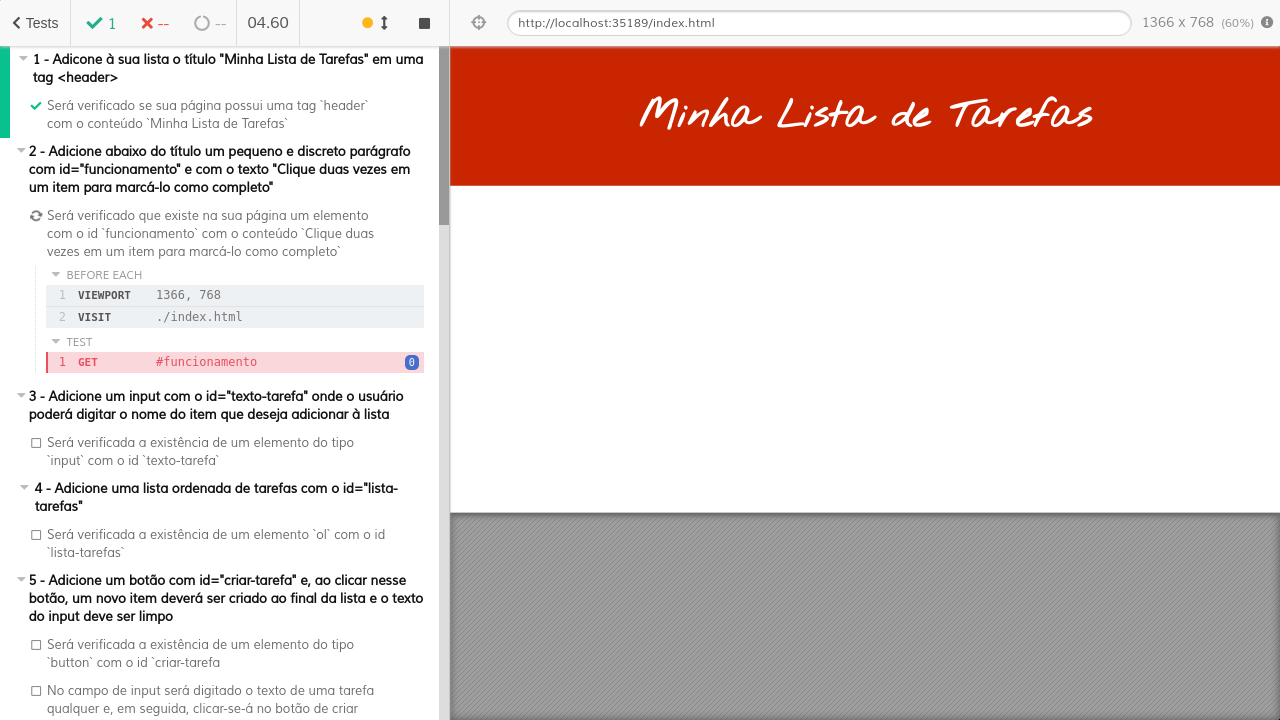 Tests
1
--
--
04.60
http://localhost:35189/index.html
1366 x 768 (60%)
1 - Adicone à sua lista o título "Minha Lista de Tarefas" em uma
tag <header>
Será verificado se sua página possui uma tag `header`
com o conteúdo `Minha Lista de Tarefas`
2 - Adicione abaixo do título um pequeno e discreto parágrafo
com id="funcionamento" e com o texto "Clique duas vezes em
um item para marcá-lo como completo"
Será verificado que existe na sua página um elemento
com o id `funcionamento` com o conteúdo `Clique duas
vezes em um item para marcá-lo como completo`
BEFORE EACH
1 VIEWPORT 1366, 768
2 VISIT ./index.html
TEST
1 GET #funcionamento 0
3 - Adicione um input com o id="texto-tarefa" onde o usuário
poderá digitar o nome do item que deseja adicionar à lista
Será verificada a existência de um elemento do tipo
`input` com o id `texto-tarefa`
4 - Adicione uma lista ordenada de tarefas com o id="lista-
tarefas"
Será verificada a existência de um elemento `ol` com o id
`lista-tarefas`
5 - Adicione um botão com id="criar-tarefa" e, ao clicar nesse
botão, um novo item deverá ser criado ao final da lista e o texto
do input deve ser limpo
Será verificada a existência de um elemento do tipo
`button` com o id `criar-tarefa
No campo de input será digitado o texto de uma tarefa
qualquer e, em seguida, clicar-se-á no botão de criar
Minha Lista de Tarefas